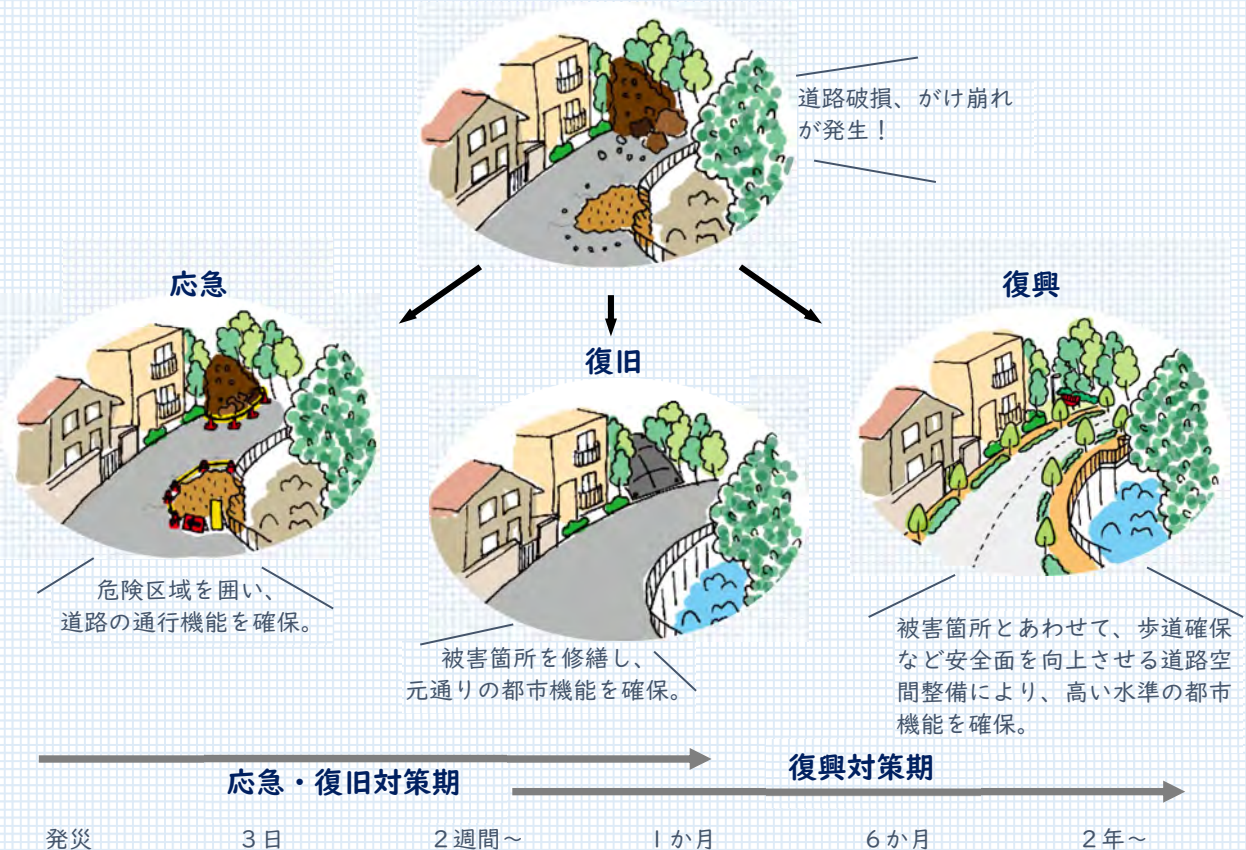 道路破損、がけ崩れ
が発生！
応急
復興
復旧
危険区域を囲い、
道路の通行機能を確保。
被害箇所を修繕し、
元通りの都市機能を確保。
被害箇所とあわせて、歩道確保
など安全面を向上させる道路空
間整備により、高い水準の都市
機能を確保。
応急・復旧対策期
復興対策期
発災 3日 2週間～ 1か月 6か月 2年～